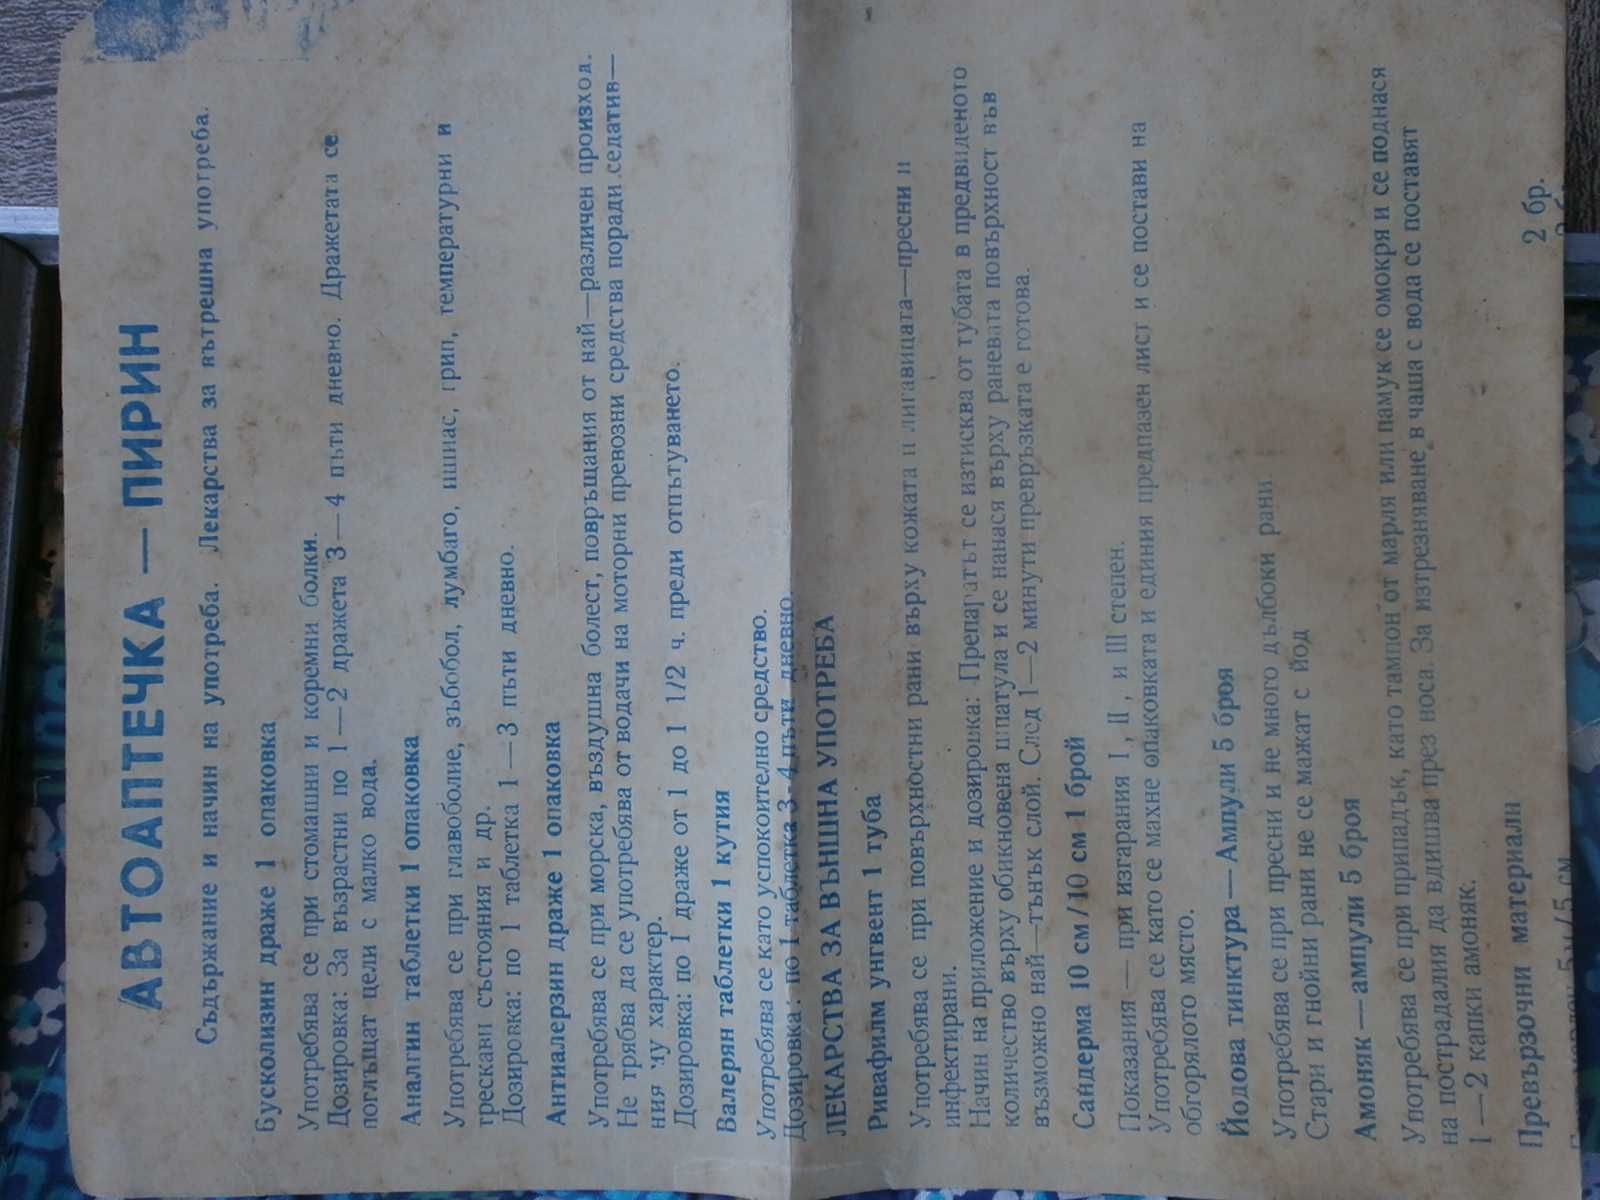 АВТОАПТЕЧКА — ПИРИН
Съдържание и начин на употреба. Лекарства за вътрешна употреба.
Бусколизин драже 1 опаковка
Употребява се при стомашни и коремни болки.
Дозировка: За възрастни по 1—2 дражета 3—4 пъти дневно. Дражетата се
поглъщат цели с малко вода.
Аналгин таблетки 1 опаковка
Употребява се при главоболие, зъбобол, лумбаго, ишиас, грип, температурни и
трескави състояния и др.
Дозировка: по 1 таблетка 1—3 пъти дневно.
Антиалерзин драже 1 опаковка
Употребява се при морска, въздушна болест, повръщания от най—различен произход.
Не трябва да се употребява от водачи на моторни превозни средства поради седатив—
ния му характер.
Дозировка: по 1 драже от 1 до 1 1/2 ч. преди отпътуването.
Валерян таблетки 1 кутия
Употребява се като успокоително средство.
Дозировка: по 1 таблетка 3-4 пъти дневно.
ЛЕКАРСТВА ЗА ВЪНШНА УПОТРЕБА
Ривафилм унгвент 1 туба
Употребява се при повърхностни рани върху кожата и лигавицата—пресни и
инфектирани.
Начин на приложение и дозировка: Препаратът се изтисква от тубата в предвиденото
количество върху обикновена шпатула и се нанася върху раневата повърхност във
възможно най—тънък слой. След 1—2 минути превръзката е готова.
Сандерма 10 см/10 см 1 брой
Показания — при изгарания I, II, и III степен.
Употребява се като се махне опаковката и единия предпазен лист и се постави на
обгорялото място.
Йодова тинктура — Ампули 5 броя
Употребява се при пресни и не много дълбоки рани.
Стари и гнойни рани не се мажат с йод
Амоняк — ампули 5 броя
Употребява се при припадък, като тампон от марля или памук се омокря и се поднася
на пострадалия да вдишва през носа. За изтрезняване в чаша с вода се поставят
1—2 капки амоняк.
Превързочни материали
2 бр.
5м/5 см